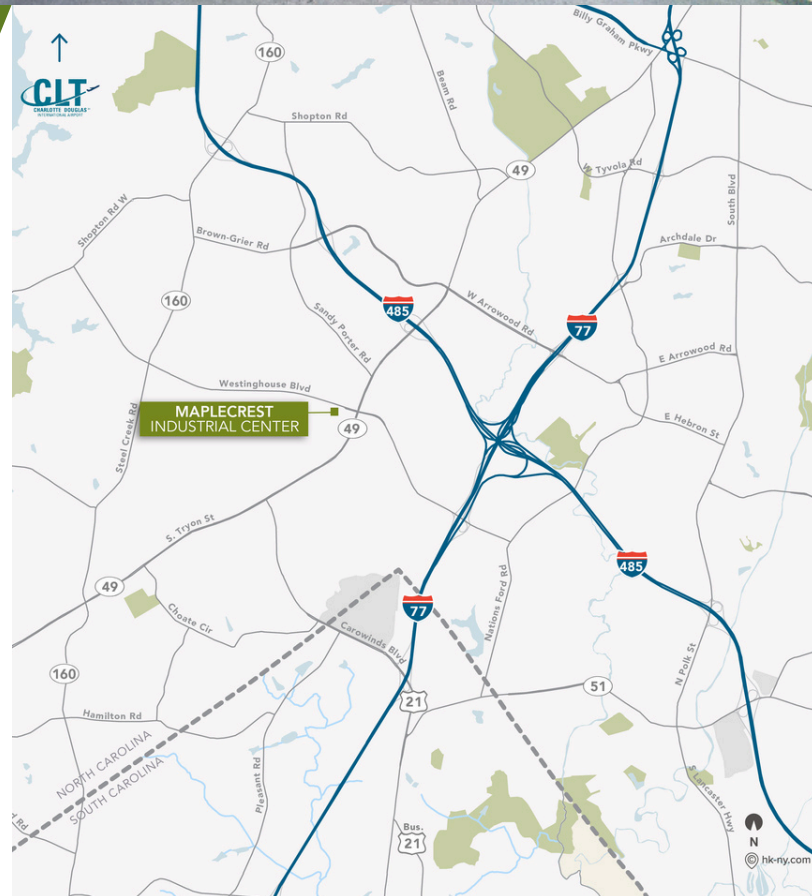 Billy Graham Pkwy
160
CLT
CHARLOTTE DOUGLAS
INTERNATIONAL AIRPORT
Beam Rd
Shopton Rd
49
W Tyvola Rd
South Blvd
Shopton Rd W
Brown-Grier Rd
Archdale Dr
160
485
W Arrowood Rd
77
Sandy Porter Rd
E Arrowood Rd
Westinghouse Blvd
MAPLECREST
INDUSTRIAL CENTER
49
E Hebron St
Steel Creek Rd
S. Tryon St
485
49
77
Nations Ford Rd
Choate Cir
Carowinds Blvd
N Polk St
160
51
21
Hamilton Rd
NORTH CAROLINA
SOUTH CAROLINA
Pleasant Rd
S Lancaster Hwy
Rd
Bus.
21
N
© hk-ny.com